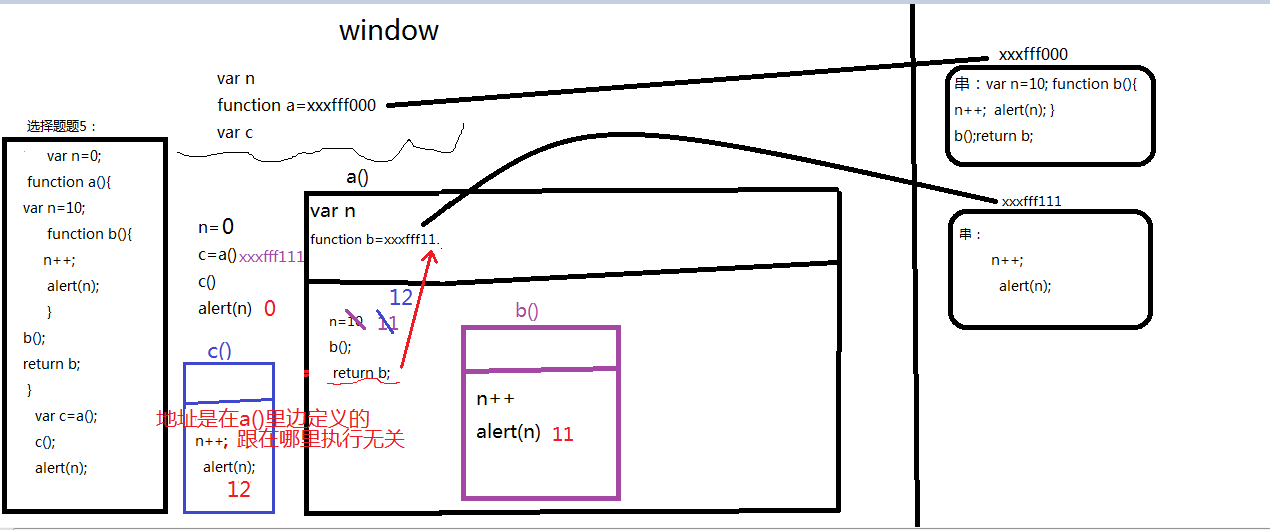 window
var n
function a=xxxfff000
var c
选择题题5：
var n=0;
function a(){
var n=10;
function b(){
n++;
alert(n);
}
b();
return b;
}
var c=a();
c();
alert(n);
n=0
c=a()xxxfff111
c()
alert(n) 0
c()
n++;
alert(n);
12
地址是在a()里边定义的
跟在哪里执行无关
a()
var n
function b=xxxfff11.
12
n=10 11
b();
return b;
b()
n++
alert(n) 11
xxxfff000
串：var n=10; function b(){
n++; alert(n); }
b();return b;
xxxfff111
串：
n++;
alert(n);